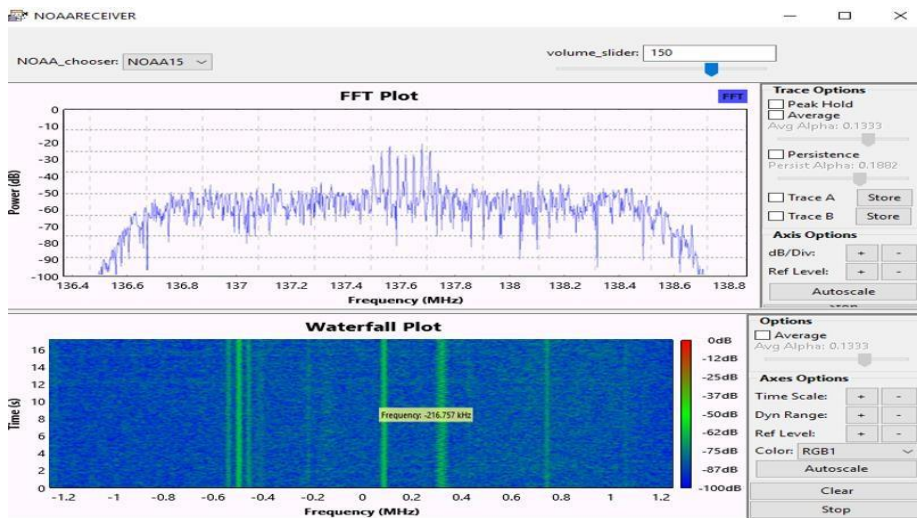 NOAARECEIVER
NOAA_chooser: NOAA15
volume_slider: 150
FFT Plot
FFT
0
-10
-20
-30
-40
-50
-60
-70
-80
-90
-100
Power (dB)
136.4 136.6 136.8 137 137.2 137.4 137.6 137.8 138 138.2 138.4 138.6 138.8
Frequency (MHz)
Trace Options
Peak Hold
Average
Avg Alpha: 0.1333
Persistence
Persist Alpha: 0.1882
Trace A Store
Trace B Store
Axis Options
dB/Div: + -
Ref Level: + -
Autoscale
Waterfall Plot
16
14
12
10
8
6
4
2
0
Time (s)
Frequency: -216.757 kHz
-1.2 -1 -0.8 -0.6 -0.4 -0.2 0 0.2 0.4 0.6 0.8 1 1.2
Frequency (MHz)
0dB
-12dB
-25dB
-37dB
-50dB
-62dB
-75dB
-87dB
-100dB
Options
Average
Avg Alpha: 0.1333
Axes Options
Time Scale: + -
Dyn Range: + -
Ref Level: + -
Color: RGB1
Autoscale
Clear
Stop